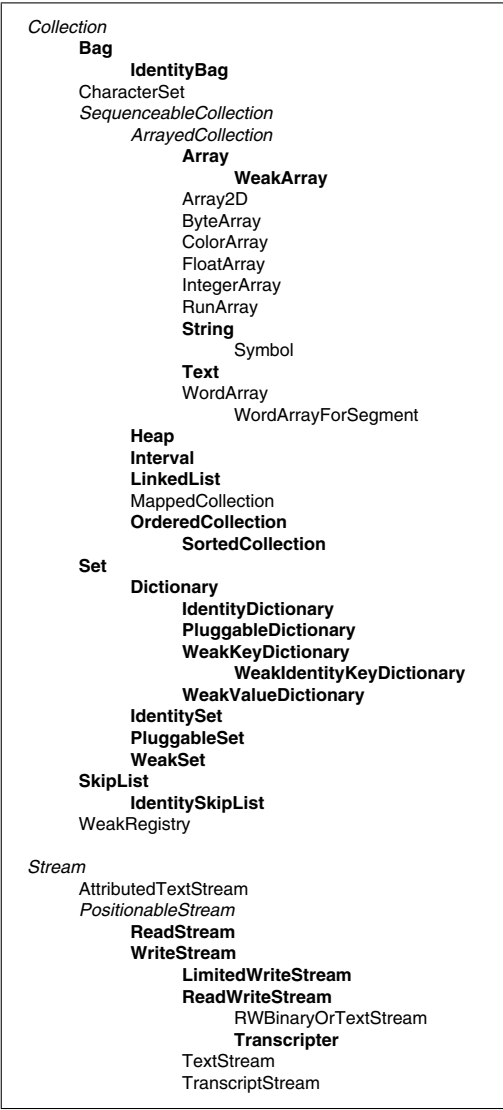 Collection
Bag
IdentityBag
CharacterSet
SequenceableCollection
ArrayedCollection
Array
WeakArray
Array2D
ByteArray
ColorArray
FloatArray
IntegerArray
RunArray
String
Symbol
Text
WordArray
WordArrayForSegment
Heap
Interval
LinkedList
MappedCollection
OrderedCollection
SortedCollection
Set
Dictionary
IdentityDictionary
PluggableDictionary
WeakKeyDictionary
WeakIdentityKeyDictionary
WeakValueDictionary
IdentitySet
PluggableSet
WeakSet
SkipList
IdentitySkipList
WeakRegistry
Stream
AttributedTextStream
PositionableStream
ReadStream
WriteStream
LimitedWriteStream
ReadWriteStream
RWBinaryOrTextStream
Transcripter
TextStream
TranscriptStream